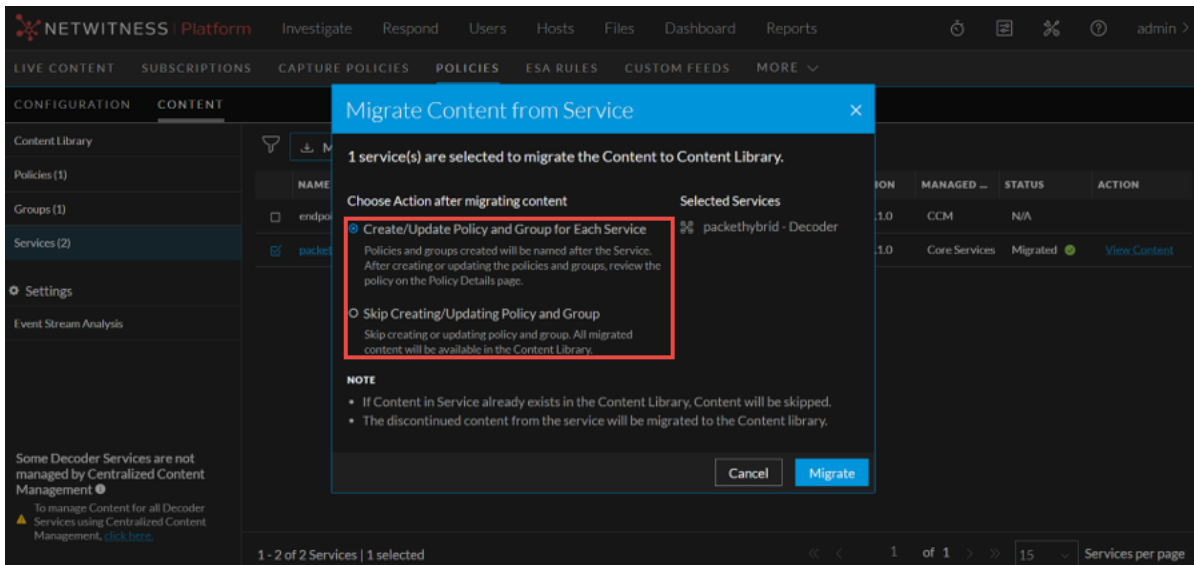 NETWITNESS Platform Investigate Respond Users Hosts Files Dashboard Reports admin >
LIVE CONTENT SUBSCRIPTIONS CAPTURE POLICIES POLICIES ESA RULES CUSTOM FEEDS MORE
CONFIGURATION CONTENT
Content Library
Policies (1)
Groups (1)
Services (2)
Settings
Event Stream Analysis
Some Decoder Services are not
managed by Centralized Content
Management
To manage Content for all Decoder
Services using Centralized Content
Management, click here.
M
NAME ION MANAGED ... STATUS ACTION
endpo .1.0 CCM N/A
packet .1.0 Core Services Migrated View Content
Migrate Content from Service ×
1 service(s) are selected to migrate the Content to Content Library.
Choose Action after migrating content
Create/Update Policy and Group for Each Service
Policies and groups created will be named after the Service.
After creating or updating the policies and groups, review the
policy on the Policy Details page.
Skip Creating/Updating Policy and Group
Skip creating or updating policy and group. All migrated
content will be available in the Content Library.
Selected Services
packethybrid - Decoder
NOTE
• If Content in Service already exists in the Content Library, Content will be skipped.
• The discontinued content from the service will be migrated to the Content library.
Cancel Migrate
1 - 2 of 2 Services | 1 selected
« < 1 of 1 > » 15 Services per page